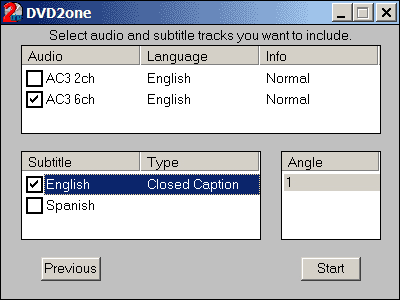 DVD2one
Select audio and subtitle tracks you want to include.
Audio Language Info
AC3 2ch English Normal
AC3 6ch English Normal
Subtitle Type Angle
English Closed Caption 1
Spanish
Previous Start